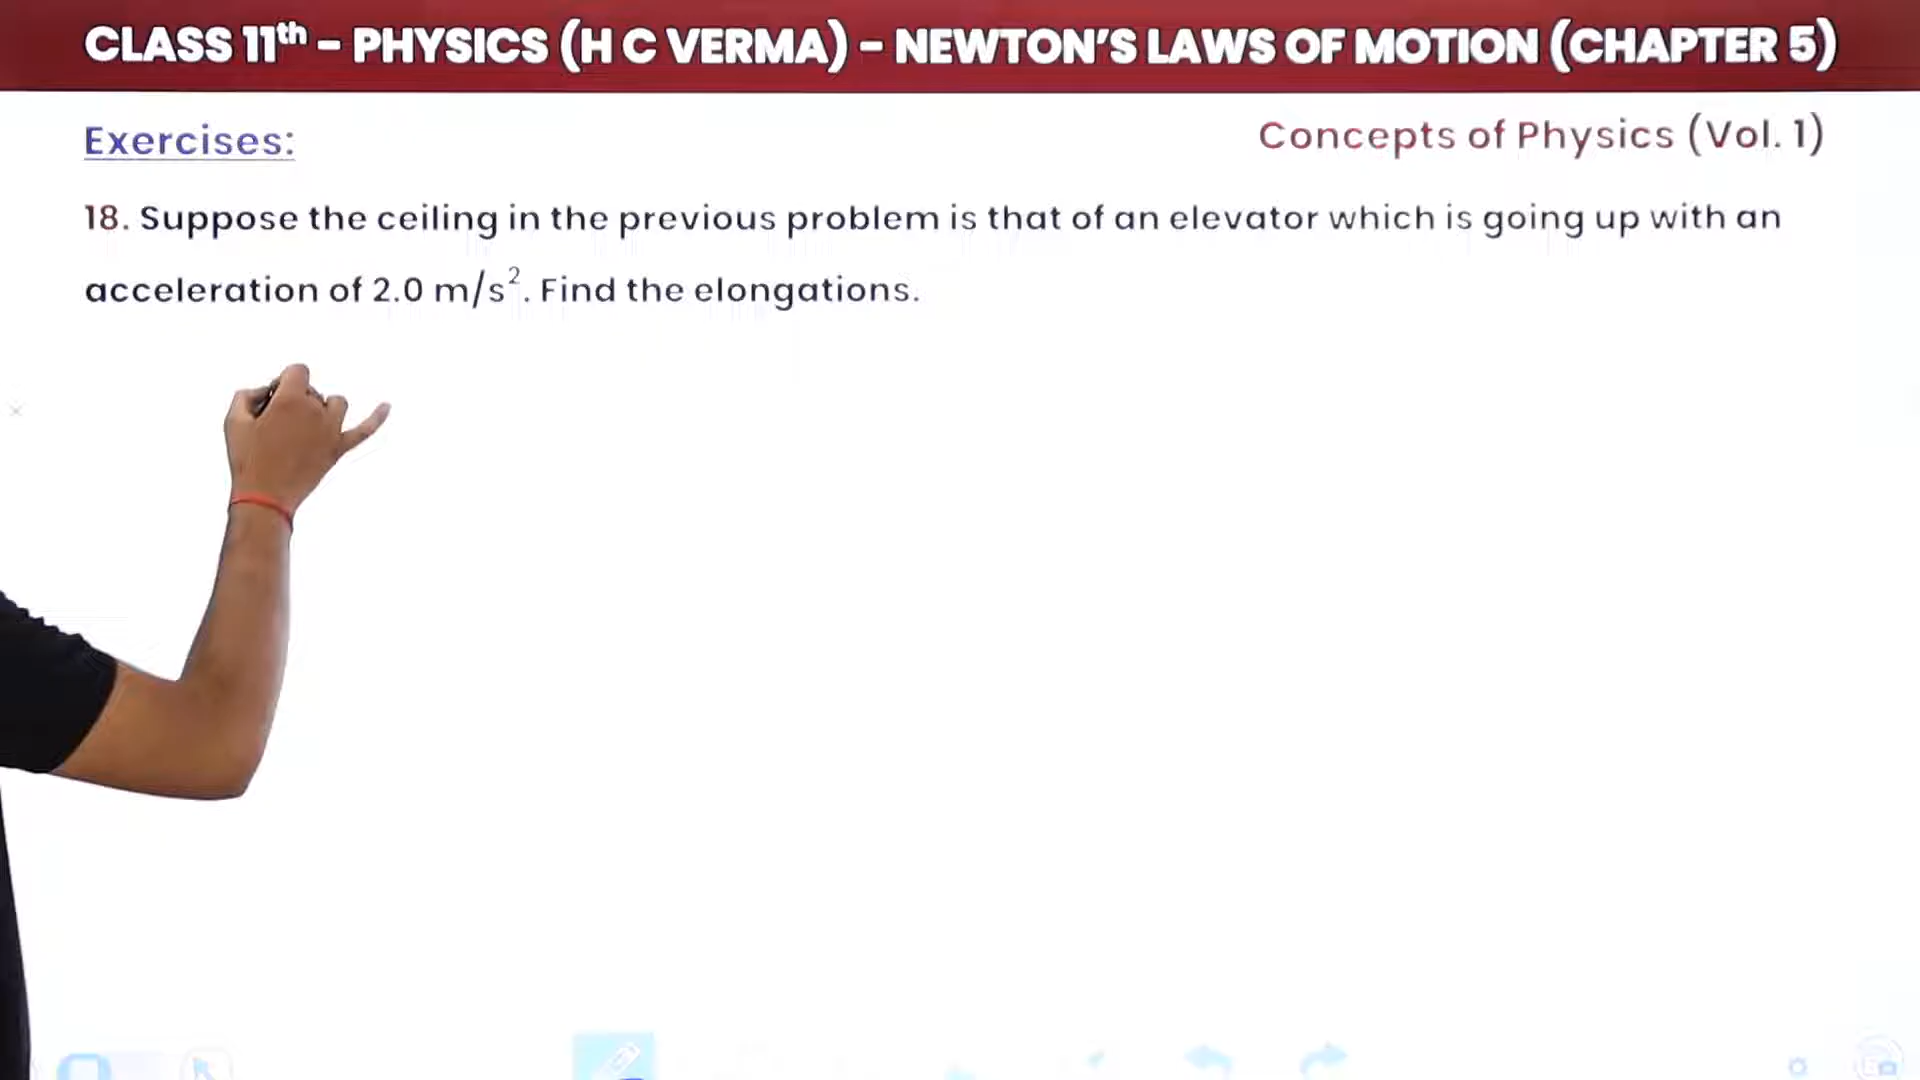 CLASS 11th – PHYSICS (H C VERMA) – NEWTON'S LAWS OF MOTION (CHAPTER 5)
Exercises:
Concepts of Physics (Vol. 1)
18. Suppose the ceiling in the previous problem is that of an elevator which is going up with an
acceleration of 2.0 m/s². Find the elongations.